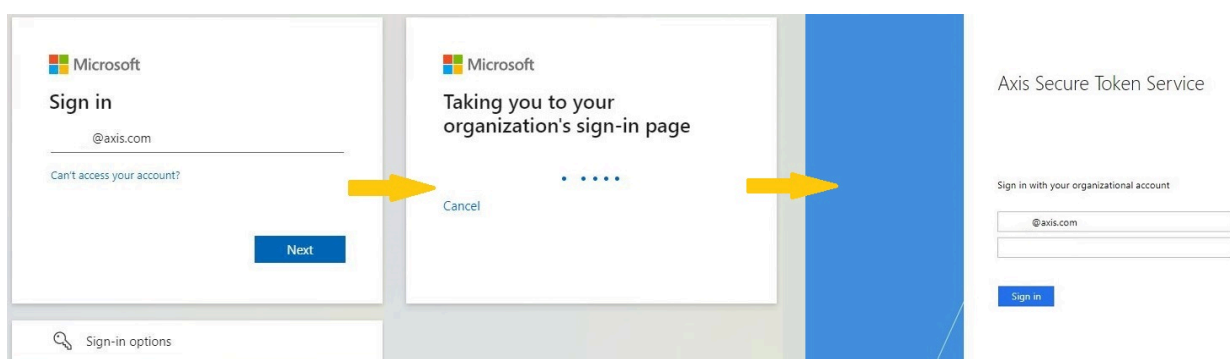 Microsoft
Sign in
@axis.com
Can't access your account?
Next
Sign-in options
Microsoft
Taking you to your
organization's sign-in page
Cancel
Axis Secure Token Service
Sign in with your organizational account
@axis.com
Sign in